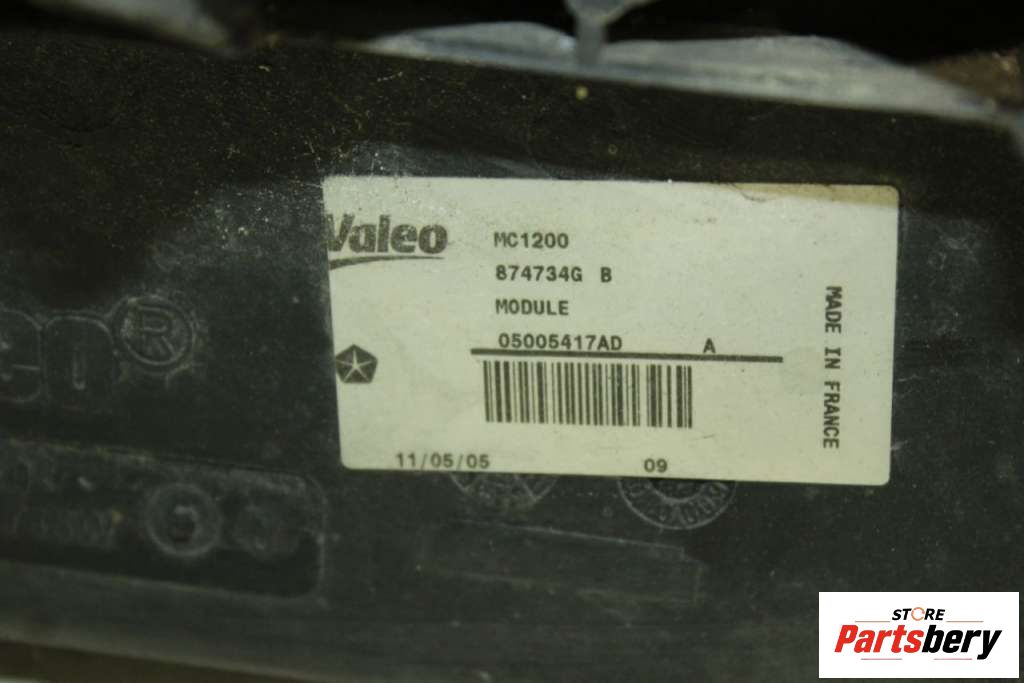 Valeo
MC1200
874734G B
MODULE
05005417AD A
MADE IN FRANCE
11/05/05 09
®
STORE
Partsbery